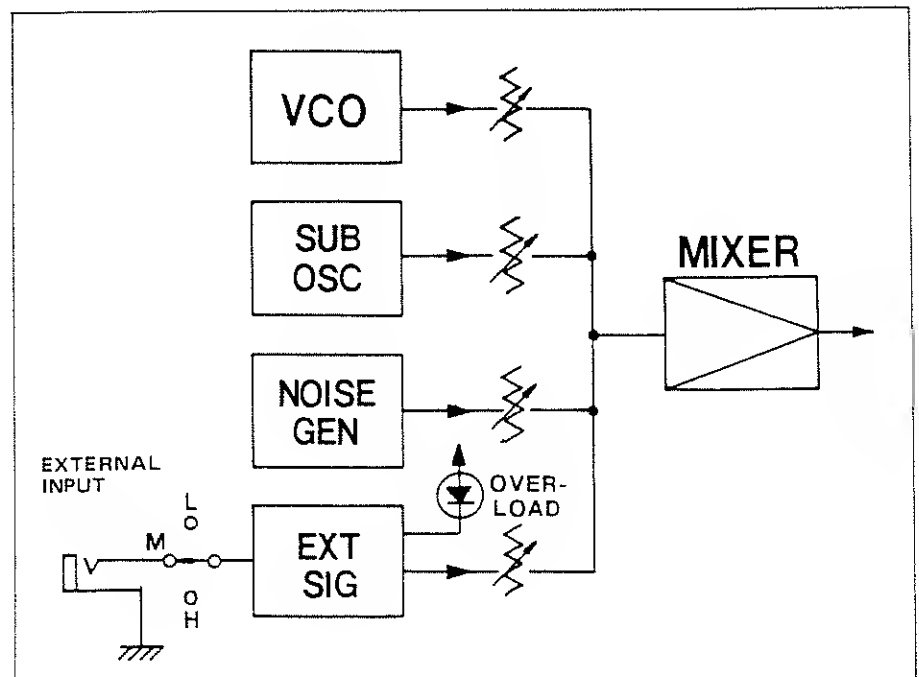 VCO
SUB
OSC
MIXER
NOISE
GEN
EXTERNAL
INPUT
OVER-
LOAD
L
M
H
EXT
SIG